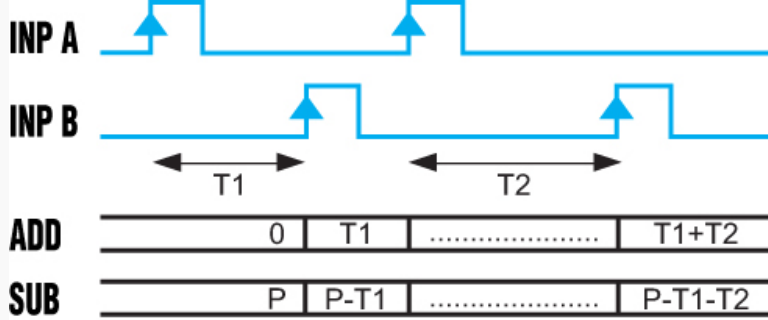 INP A
INP B
T1 T2
ADD 0 T1 ........................ T1+T2
SUB P P-T1 ........................ P-T1-T2